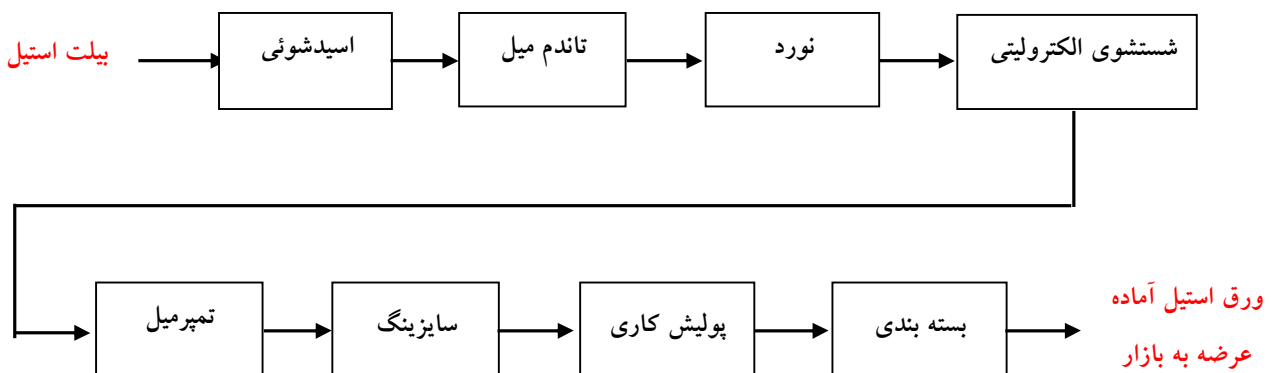 بیلت استیل
اسیدشوئی
تاندم میل
نورد
شستشوی الکترولیتی
تمپرمیل
سایزینگ
پولیش کاری
بسته بندی
ورق استیل آماده
عرضه به بازار